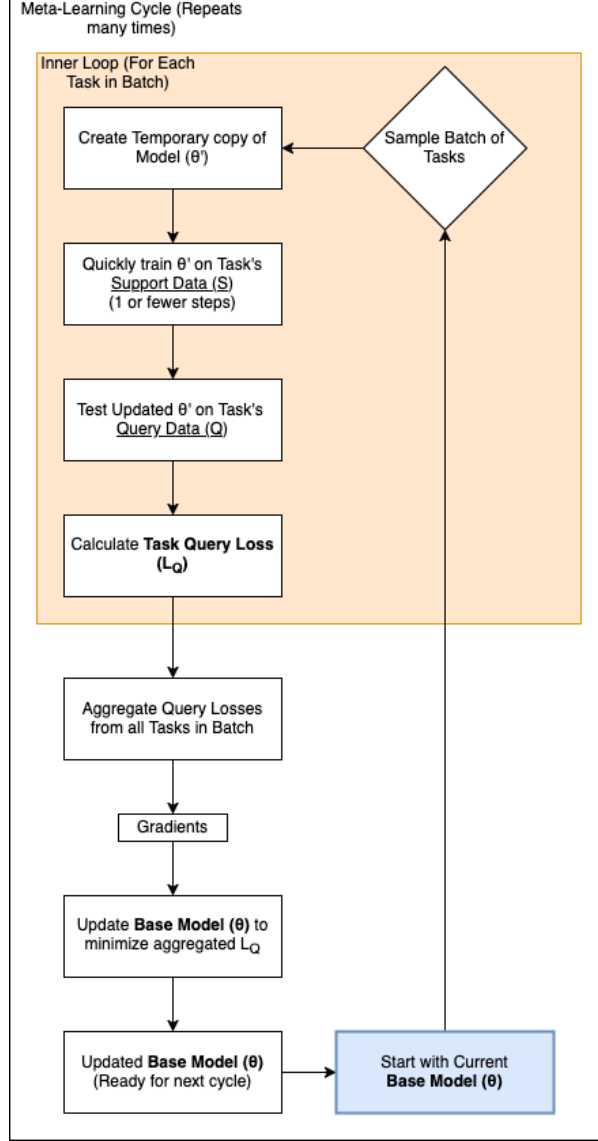 Meta-Learning Cycle (Repeats
many times)
Inner Loop (For Each
Task in Batch)
Sample Batch of
Tasks
Create Temporary copy of
Model (θ')
Quickly train θ' on Task's
Support Data (S)
(1 or fewer steps)
Test Updated θ' on Task's
Query Data (Q)
Calculate Task Query Loss
(L_Q)
Aggregate Query Losses
from all Tasks in Batch
Gradients
Update Base Model (θ) to
minimize aggregated L_Q
Updated Base Model (θ)
(Ready for next cycle)
Start with Current
Base Model (θ)